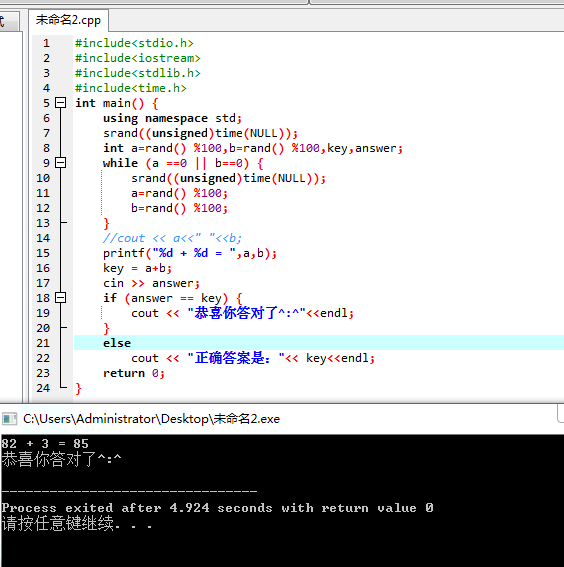 式
未命名2.cpp
1 #include<stdio.h>
2 #include<iostream>
3 #include<stdlib.h>
4 #include<time.h>
5 int main() {
6 using namespace std;
7 srand((unsigned)time(NULL));
8 int a=rand() %100,b=rand() %100,key,answer;
9 while (a ==0 || b==0) {
10 srand((unsigned)time(NULL));
11 a=rand() %100;
12 b=rand() %100;
13 }
14 //cout << a<<" "<<b;
15 printf("%d + %d = ",a,b);
16 key = a+b;
17 cin >> answer;
18 if (answer == key) {
19 cout << "恭喜你答对了^:^"<<endl;
20 }
21 else
22 cout << "正确答案是："<< key<<endl;
23 return 0;
24 }
C:\Users\Administrator\Desktop\未命名2.exe
82 + 3 = 85
恭喜你答对了^:^
--------------------------------
Process exited after 4.924 seconds with return value 0
请按任意键继续. . .